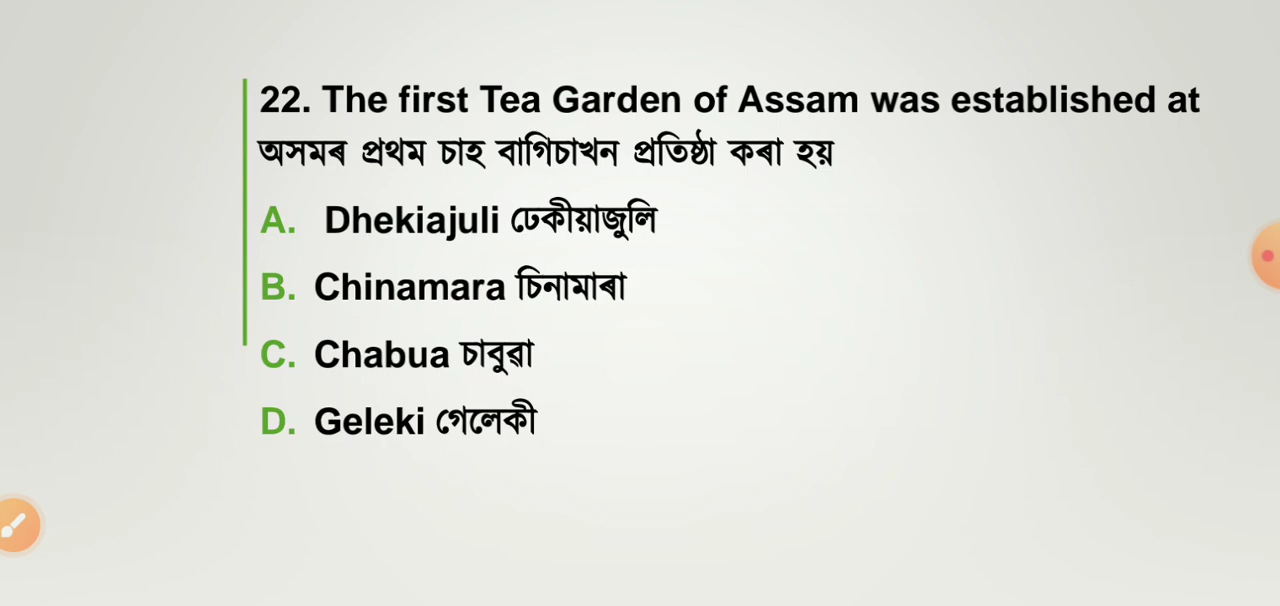 22. The first Tea Garden of Assam was established at
অসমৰ প্ৰথম চাহ বাগিচাখন প্ৰতিষ্ঠা কৰা হয়
A. Dhekiajuli ঢেকীয়াজুলি
B. Chinamara চিনামাৰা
C. Chabua চাবুৱা
D. Geleki গেলেকী